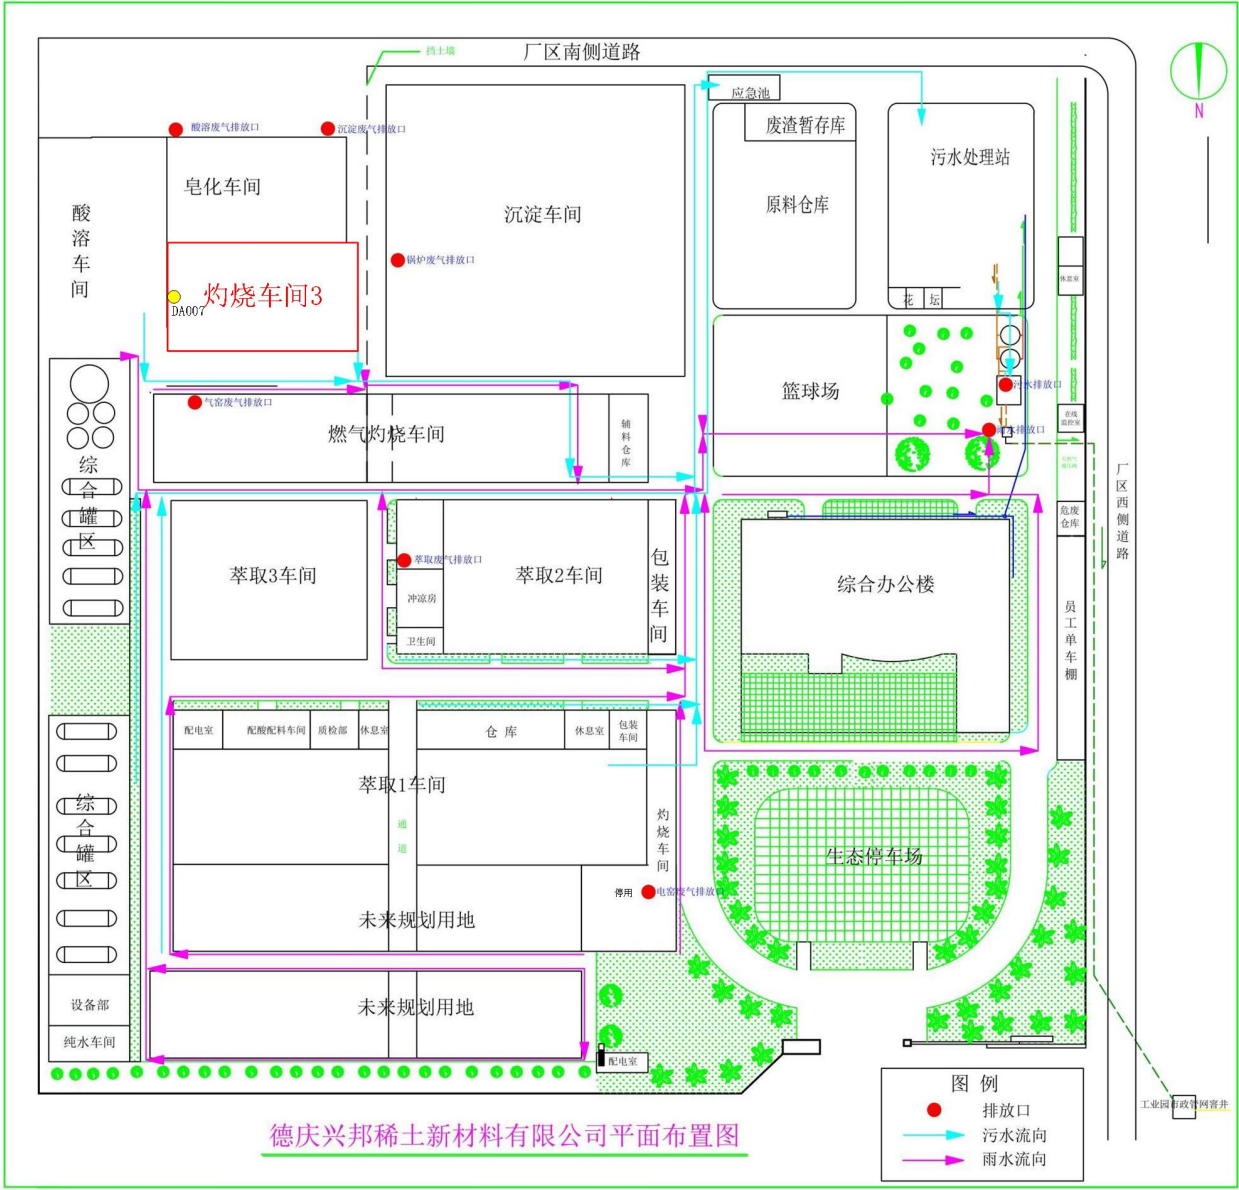 厂区南侧道路
挡土墙
N
应急池
废渣暂存库
污水处理站
原料仓库
酸溶废气排放口
沉淀废气排放口
皂化车间
沉淀车间
酸溶车间
锅炉废气排放口
灼烧车间3
DA007
休息室
花 坛
篮球场
污水排放口
雨水排放口
在线
监控室
气窑废气排放口
燃气灼烧车间
辅料仓库
综合罐区
厂区西侧道路
危废
仓库
萃取废气排放口
萃取3车间
萃取2车间
包装车间
冲凉房
卫生间
综合办公楼
员工单车棚
配电室
配酸配料车间
质检部
休息室
仓 库
休息室
包装
车间
萃取1车间
通道
灼烧车间
综合罐区
生态停车场
停用
电窑废气排放口
未来规划用地
未来规划用地
设备部
纯水车间
配电室
图 例
排放口
污水流向
雨水流向
工业园市政管网窨井
德庆兴邦稀土新材料有限公司平面布置图